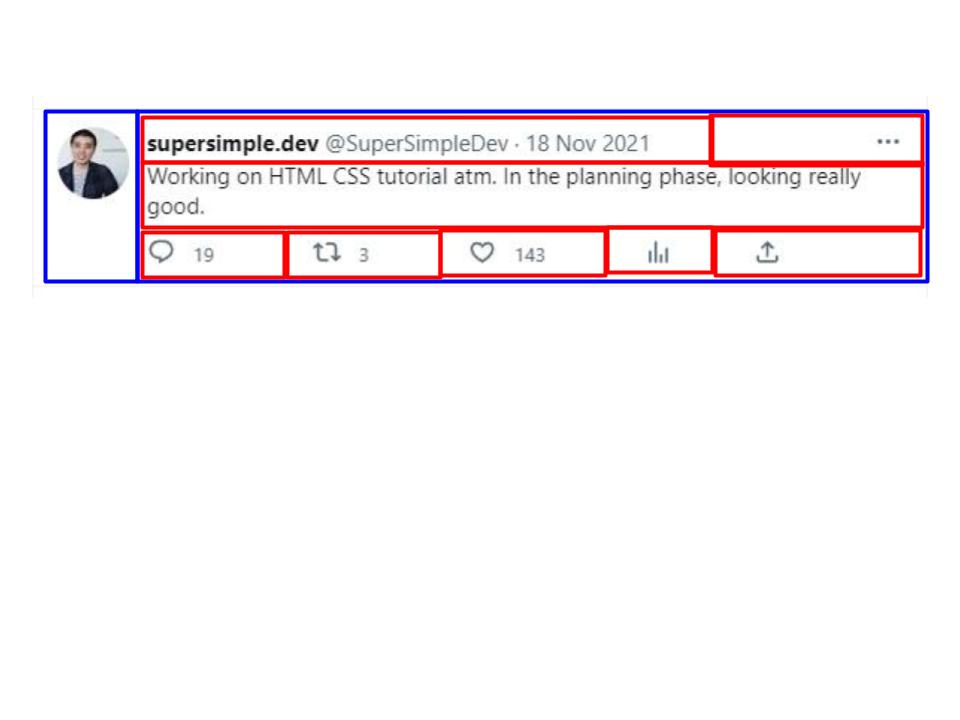 supersimple.dev @SuperSimpleDev · 18 Nov 2021
Working on HTML CSS tutorial atm. In the planning phase, looking really
good.
19 3 143